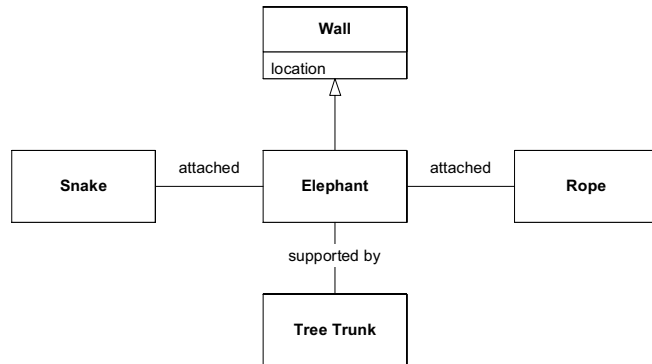 Wall
location
attached
attached
Snake
Elephant
Rope
supported by
Tree Trunk